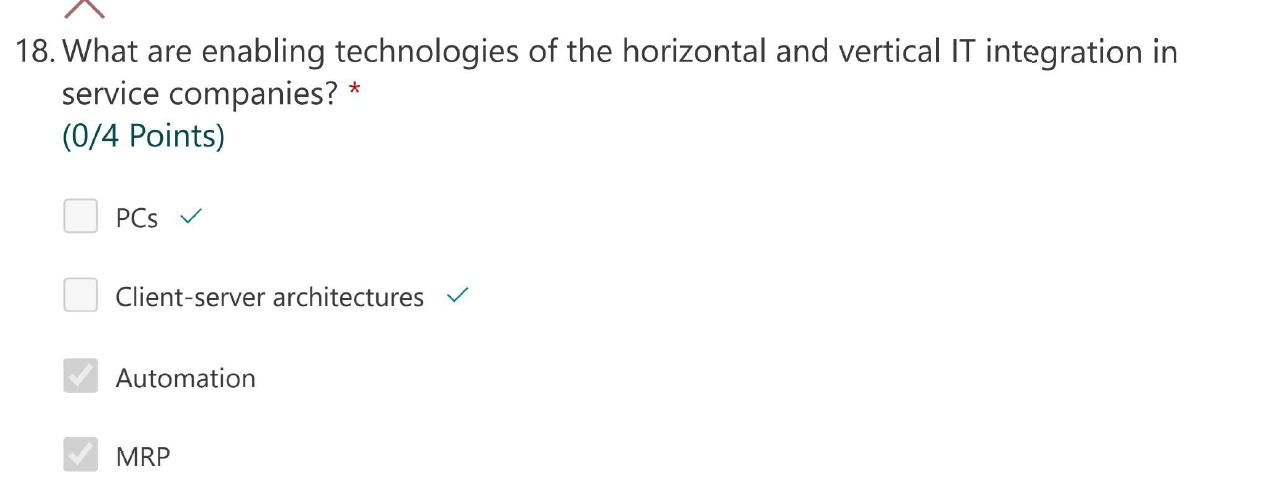 18. What are enabling technologies of the horizontal and vertical IT integration in
service companies? *
(0/4 Points)
PCs
Client-server architectures
Automation
MRP